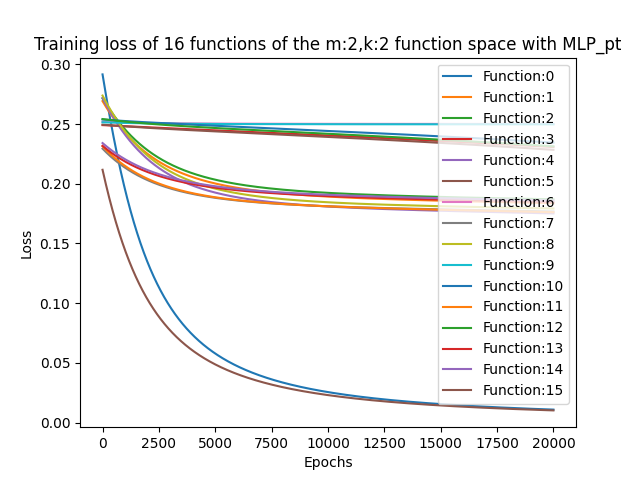 Training loss of 16 functions of the m:2,k:2 function space with MLP_pt
0.30
0.25
0.20
0.15
0.10
0.05
0.00
Loss
Function:0
Function:1
Function:2
Function:3
Function:4
Function:5
Function:6
Function:7
Function:8
Function:9
Function:10
Function:11
Function:12
Function:13
Function:14
Function:15
0 2500 5000 7500 10000 12500 15000 17500 20000
Epochs